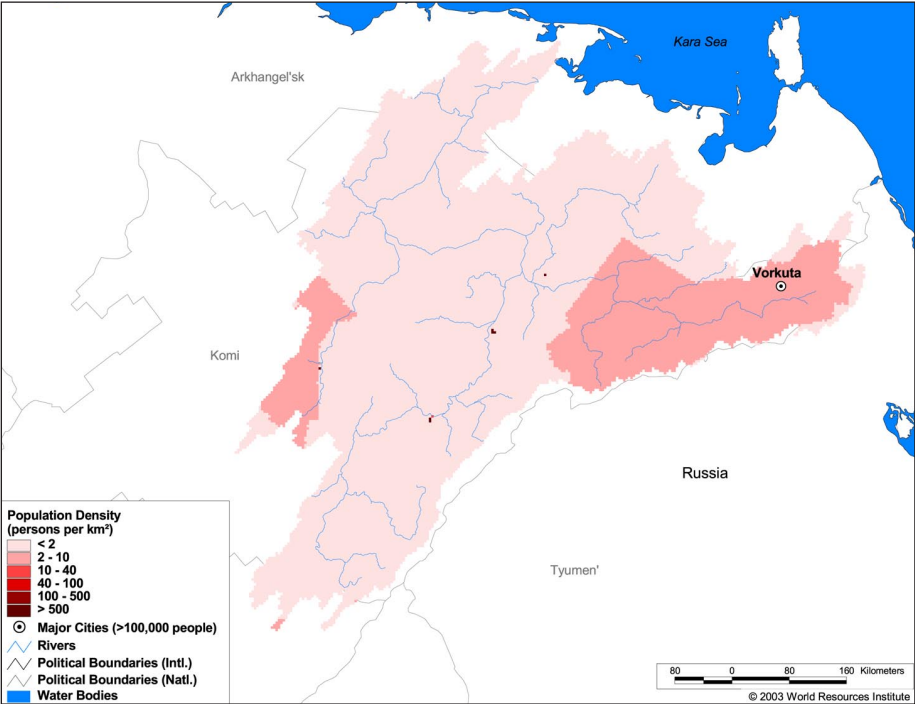 Kara Sea
Arkhangel'sk
Vorkuta
Komi
Russia
Tyumen'
Population Density
(persons per km²)
< 2
2 - 10
10 - 40
40 - 100
100 - 500
> 500
Major Cities (>100,000 people)
Rivers
Political Boundaries (Intl.)
Political Boundaries (Natl.)
Water Bodies
80 0 80 160 Kilometers
© 2003 World Resources Institute